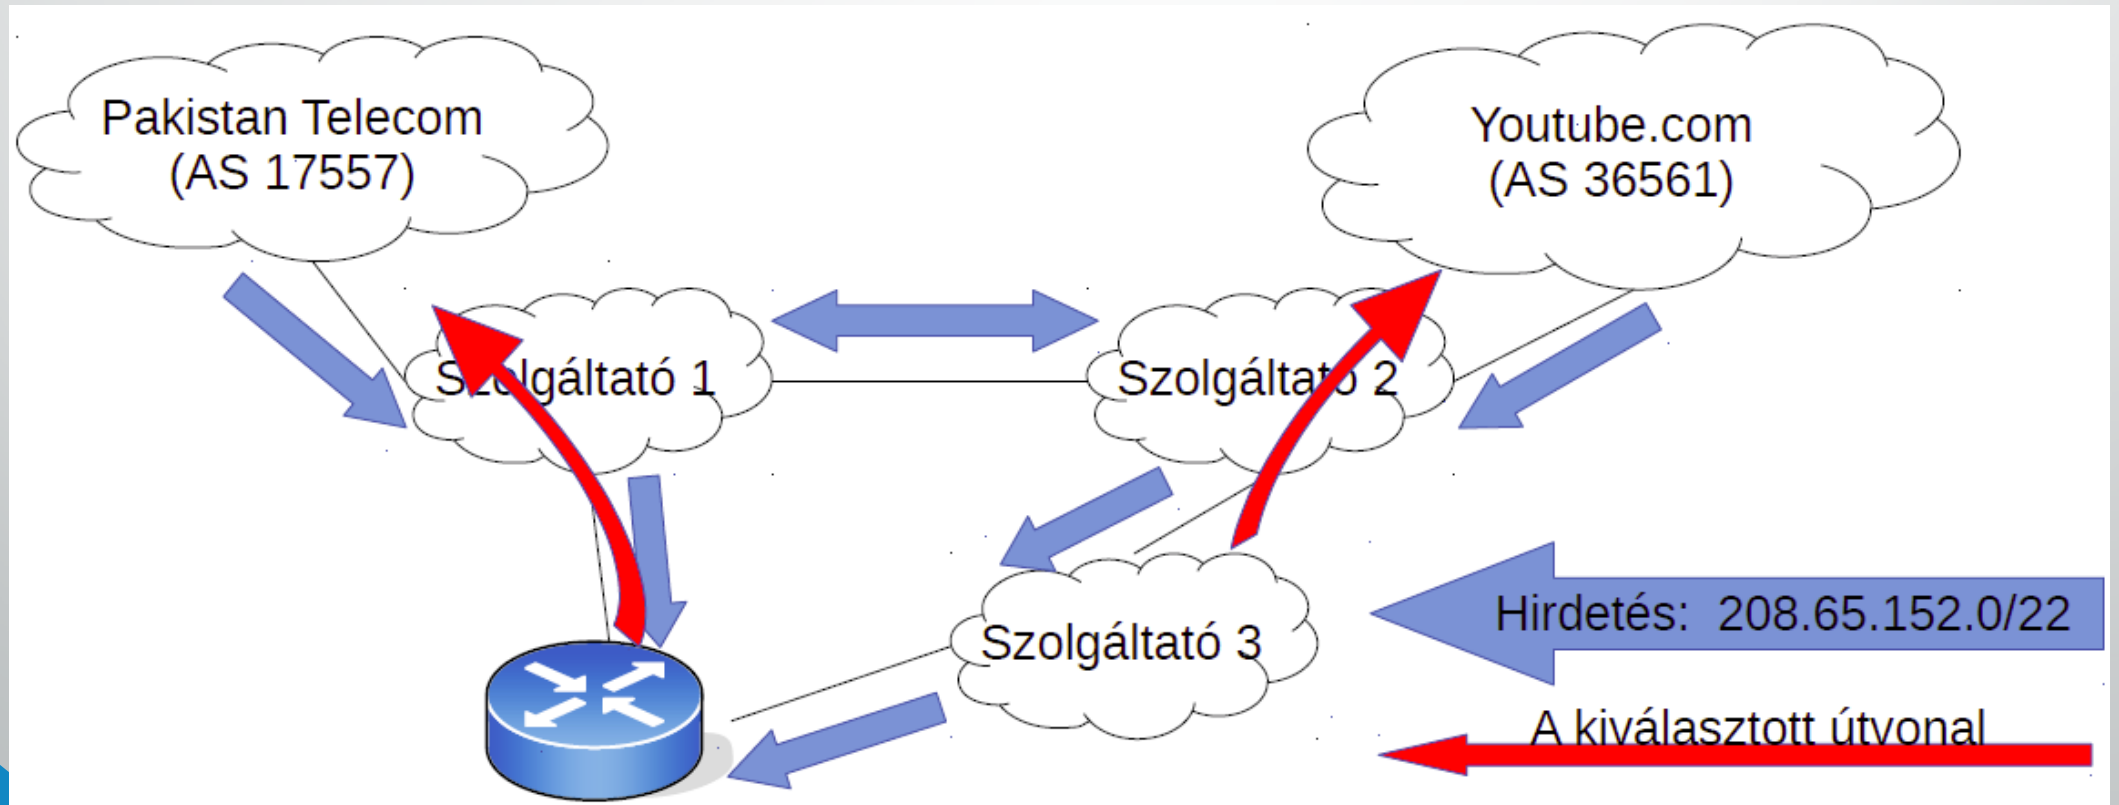 Pakistan Telecom
(AS 17557)
Youtube.com
(AS 36561)
Szolgáltató 1
Szolgáltató 2
Szolgáltató 3
Hirdetés: 208.65.152.0/22
A kiválasztott útvonal